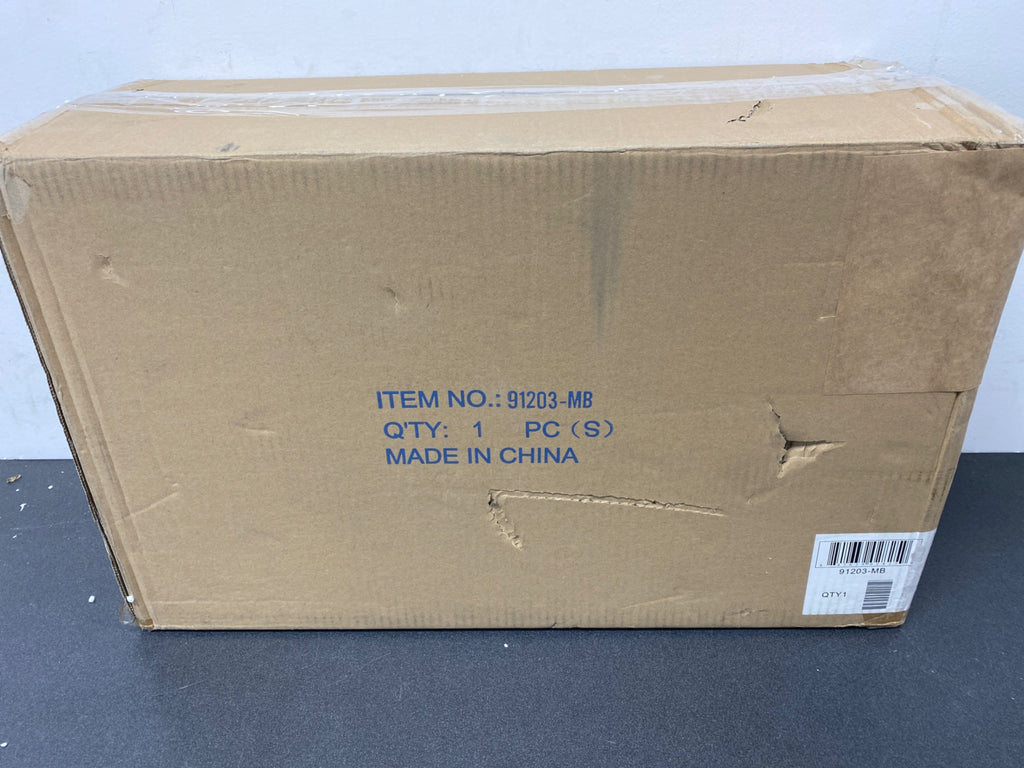 ITEM NO.: 91203-MB
Q'TY: 1 PC (S)
MADE IN CHINA
91203-MB
QTY1